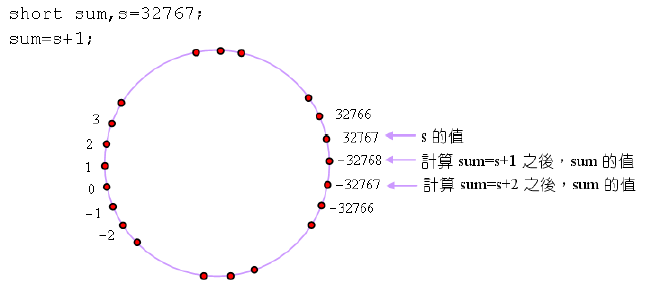 short sum,s=32767;
sum=s+1;
3
2
1
0
-1
-2
32766
32767 s 的值
-32768 計算 sum=s+1 之後，sum 的值
-32767 計算 sum=s+2 之後，sum 的值
-32766